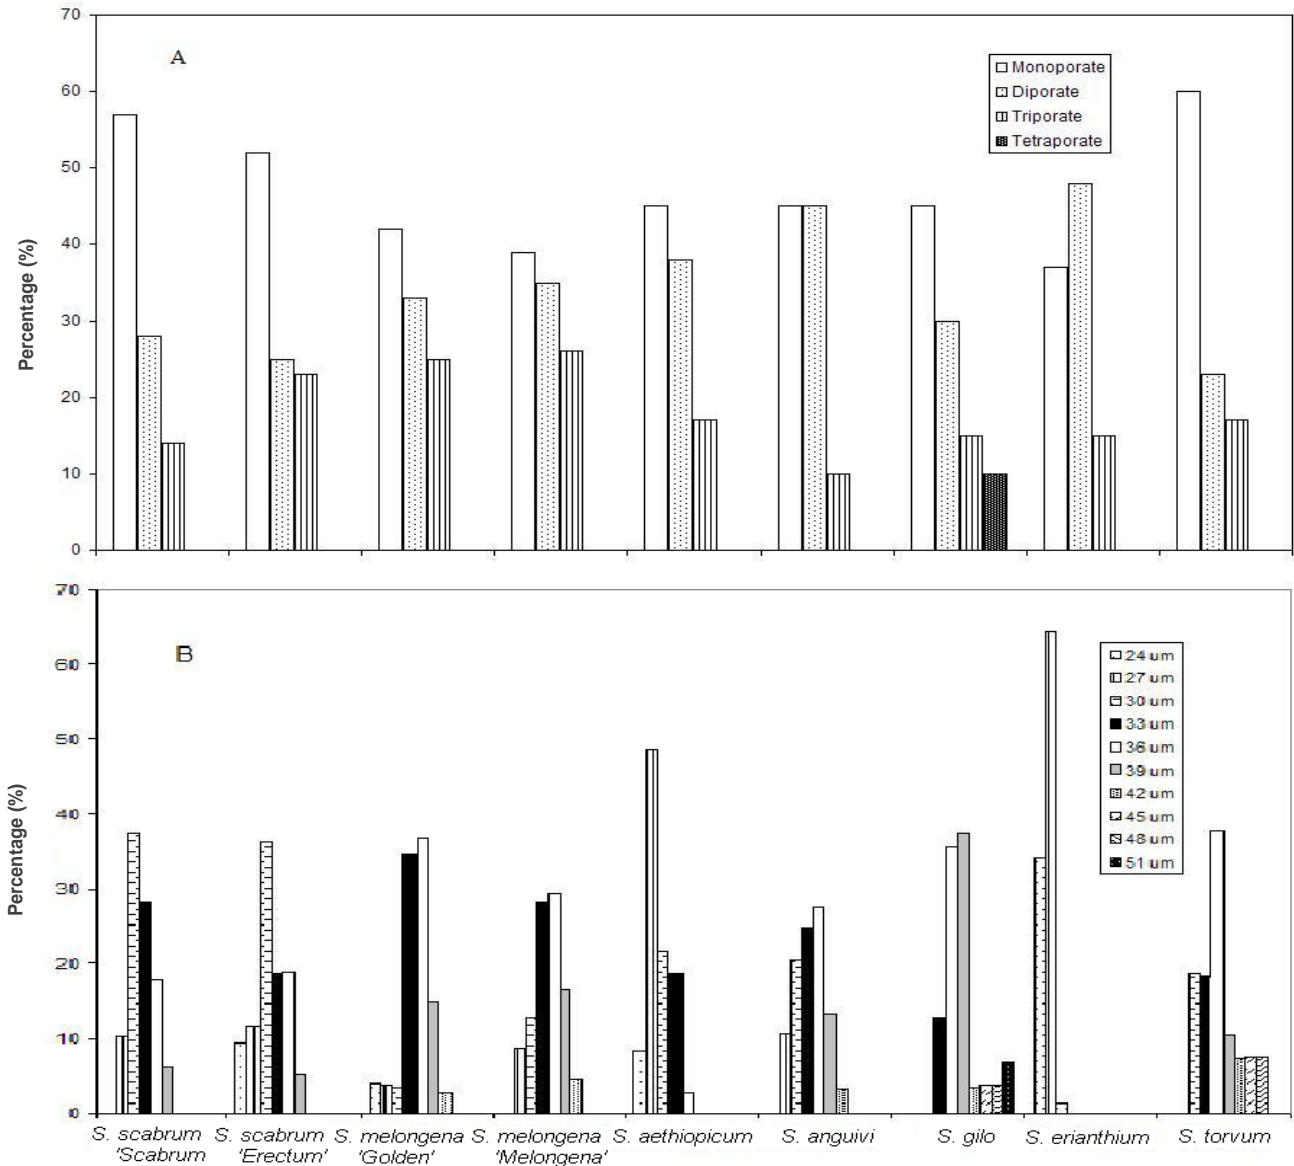 70
A
Monoporate
Diporate
Triporate
Tetraporate
60
50
40
30
20
10
0
Percentage (%)
70
B
60
50
40
30
20
10
0
Percentage (%)
24 um
27 um
30 um
33 um
36 um
39 um
42 um
45 um
48 um
51 um
S. scabrum 'Scabrum
S. scabrum 'Erectum'
S. melongena 'Golden'
S. melongena 'Melongena'
S. aethiopicum
S. anguivi
S. gilo
S. erianthium
S. torvum